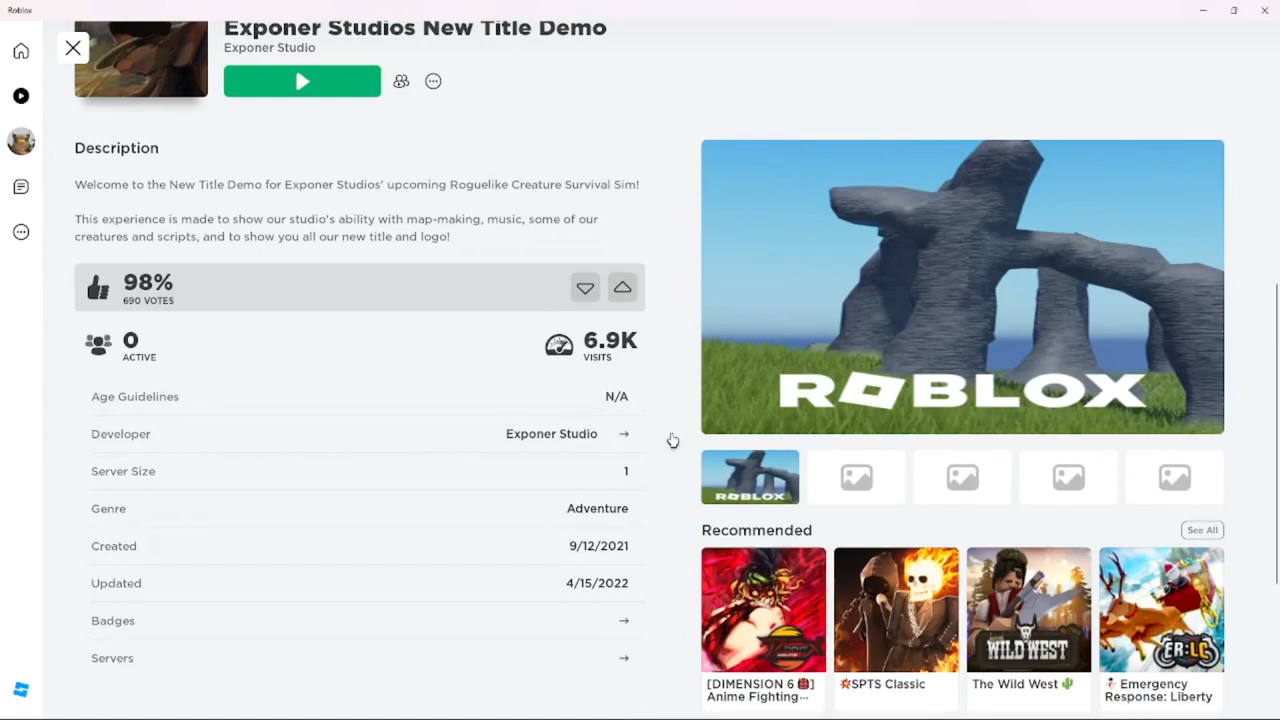 Roblox
Exponer Studios New Title Demo
Exponer Studio
Description
Welcome to the New Title Demo for Exponer Studios' upcoming Roguelike Creature Survival Sim!
This experience is made to show our studio's ability with map-making, music, some of our
creatures and scripts, and to show you all our new title and logo!
98%
690 VOTES
0
ACTIVE
6.9K
VISITS
Age Guidelines N/A
Developer Exponer Studio →
Server Size 1
Genre Adventure
Created 9/12/2021
Updated 4/15/2022
Badges →
Servers →
ROBLOX
ROBLOX
Recommended
See All
WILD WEST
ER:LC
[DIMENSION 6 👹]
Anime Fighting...
💥SPTS Classic
The Wild West 🌵
⛄ Emergency
Response: Liberty